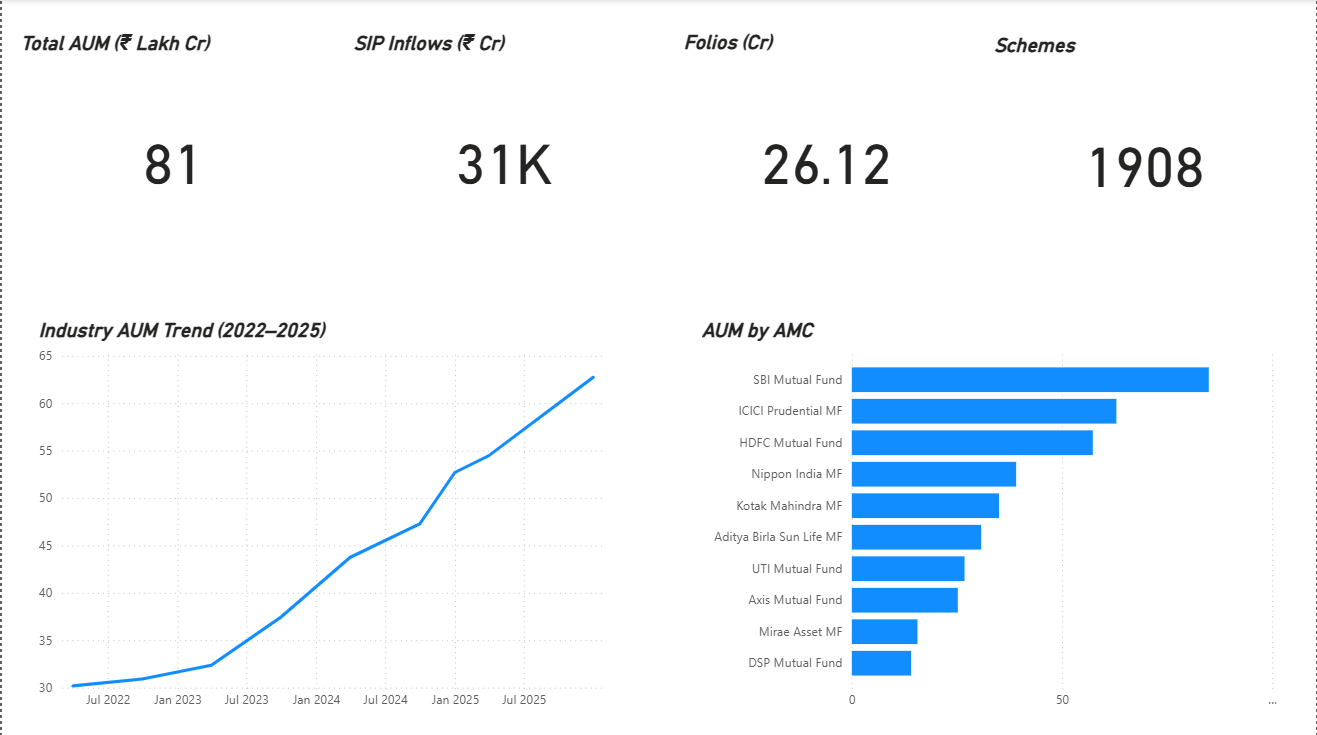 Total AUM (₹ Lakh Cr)
SIP Inflows (₹ Cr)
Folios (Cr)
Schemes
81
31K
26.12
1908
Industry AUM Trend (2022–2025)
65
60
55
50
45
40
35
30
Jul 2022
Jan 2023
Jul 2023
Jan 2024
Jul 2024
Jan 2025
Jul 2025
AUM by AMC
SBI Mutual Fund
ICICI Prudential MF
HDFC Mutual Fund
Nippon India MF
Kotak Mahindra MF
Aditya Birla Sun Life MF
UTI Mutual Fund
Axis Mutual Fund
Mirae Asset MF
DSP Mutual Fund
0
50
...